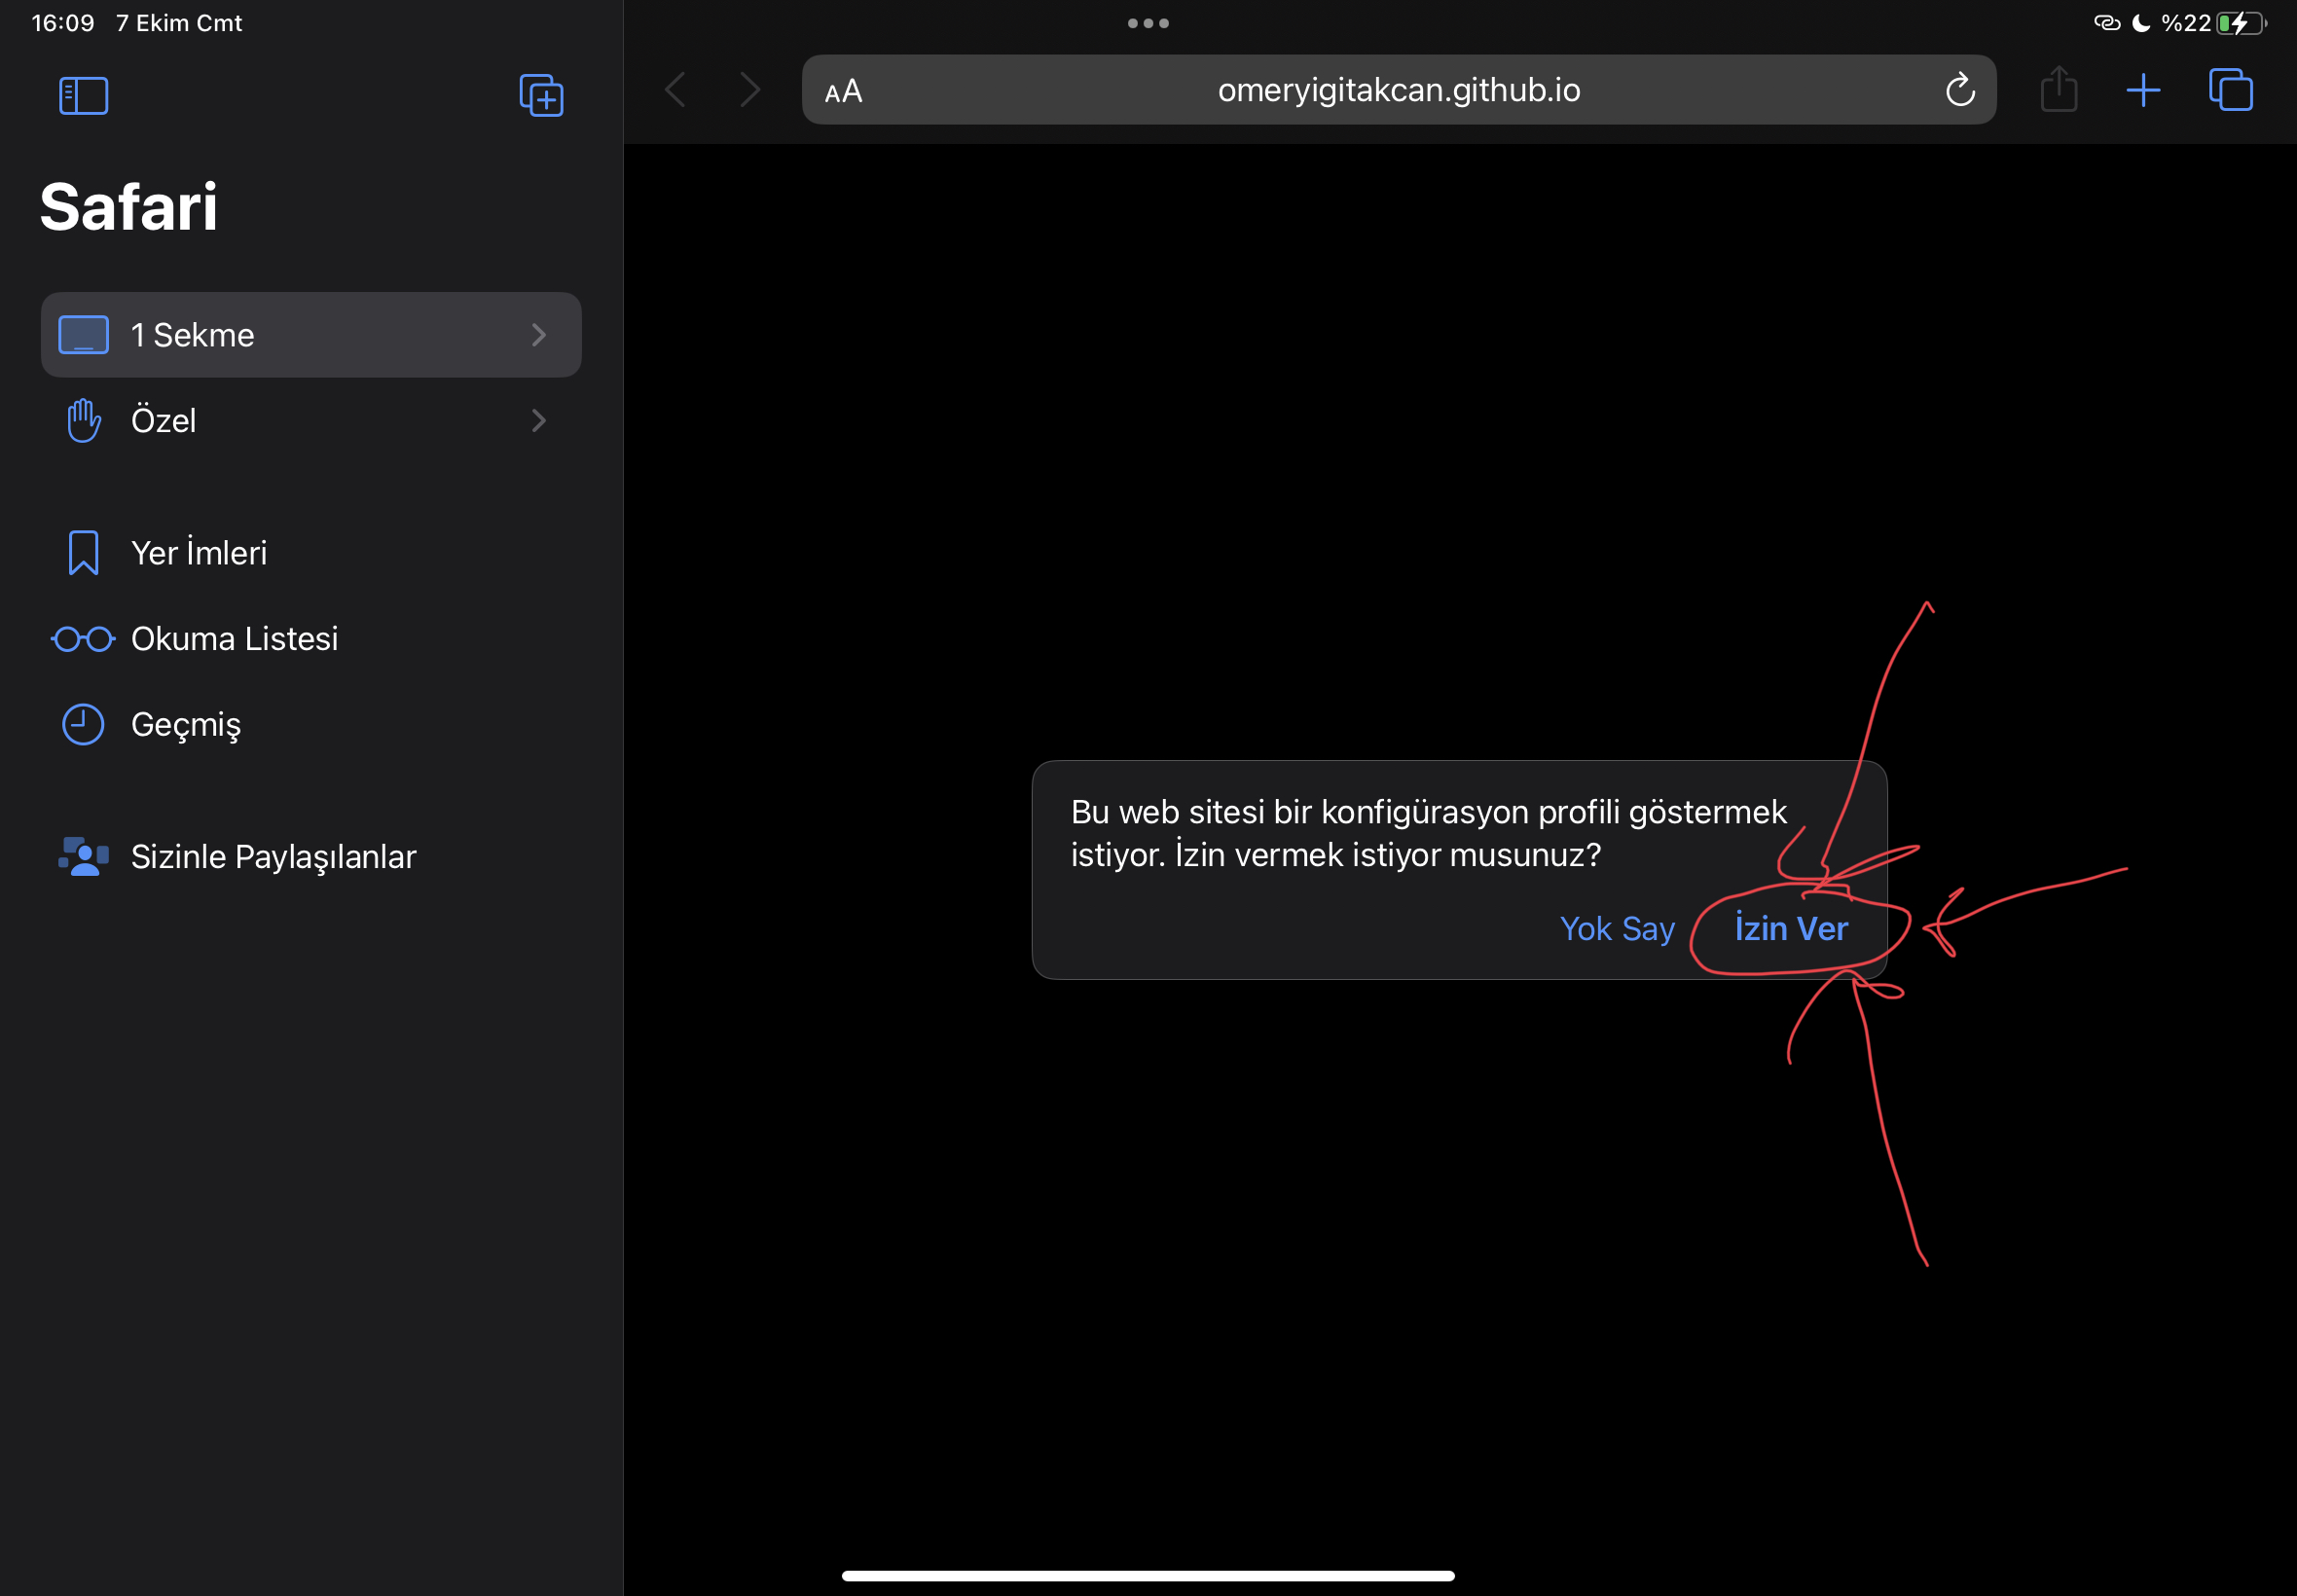 16:09 7 Ekim Cmt
%22
AA omeryigitakcan.github.io
Safari
1 Sekme
Özel
Yer İmleri
Okuma Listesi
Geçmiş
Sizinle Paylaşılanlar
Bu web sitesi bir konfigürasyon profili göstermek
istiyor. İzin vermek istiyor musunuz?
Yok Say İzin Ver